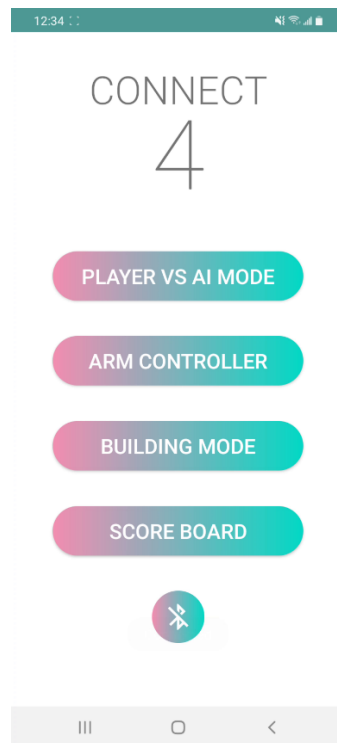 12:34
CONNECT
4
PLAYER VS AI MODE
ARM CONTROLLER
BUILDING MODE
SCORE BOARD